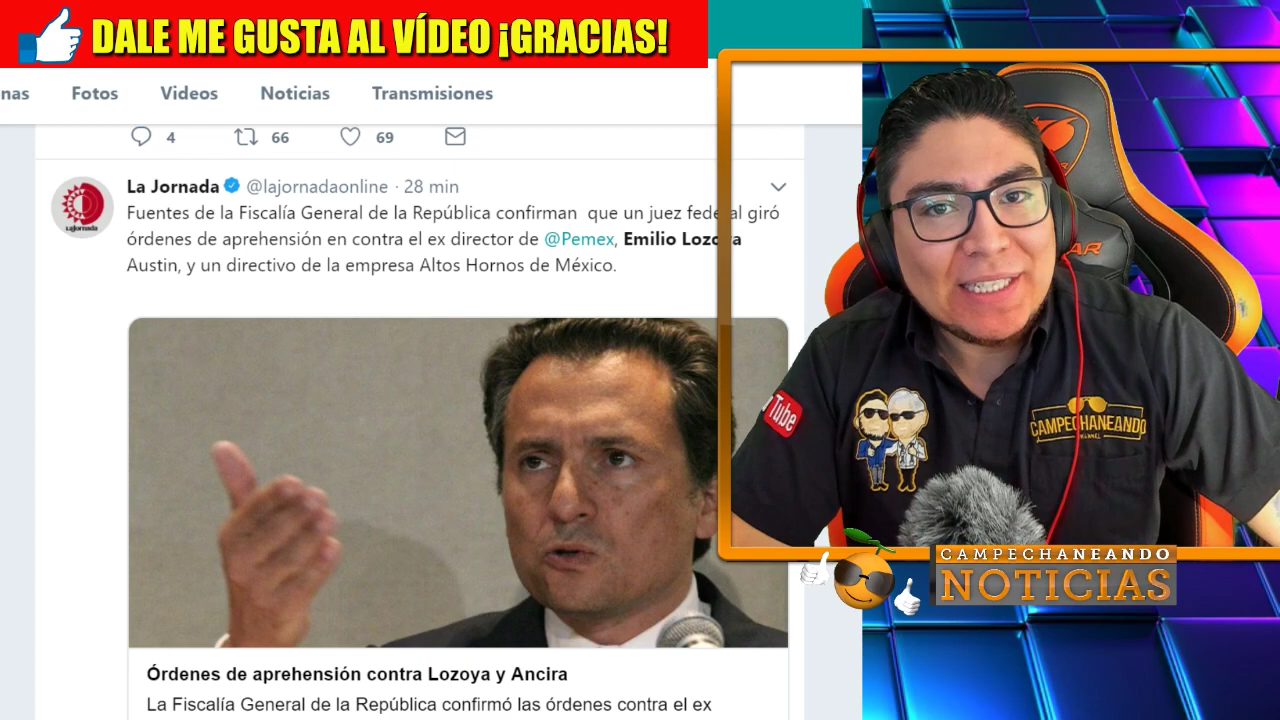 DALE ME GUSTA AL VÍDEO ¡GRACIAS!
nas Fotos Videos Noticias Transmisiones
4 66 69
La Jornada @lajornadaonline · 28 min
Fuentes de la Fiscalía General de la República confirman que un juez federal giró
órdenes de aprehensión en contra el ex director de @Pemex, Emilio Lozoya
Austin, y un directivo de la empresa Altos Hornos de México.
Órdenes de aprehensión contra Lozoya y Ancira
La Fiscalía General de la República confirmó las órdenes contra el ex
AR
Tube
CAMPECHANEANDO
CAMPECHANEANDO
NOTICIAS